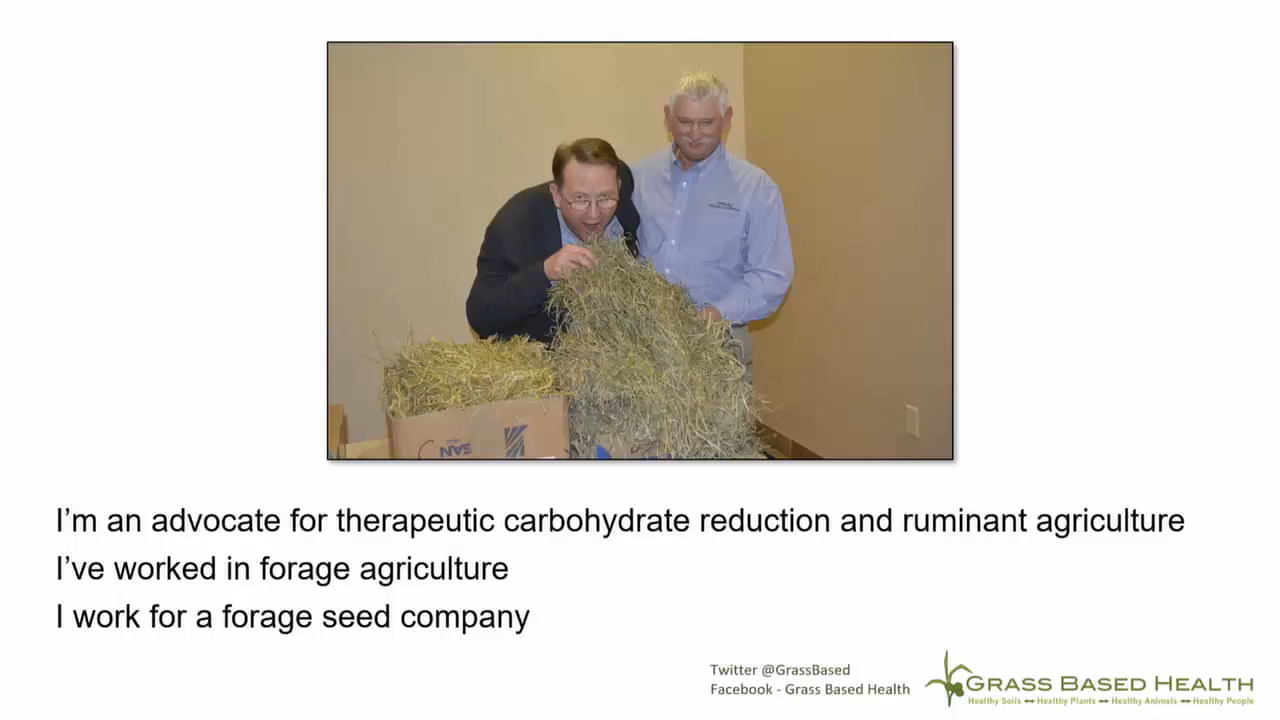 SAN
I'm an advocate for therapeutic carbohydrate reduction and ruminant agriculture
I've worked in forage agriculture
I work for a forage seed company
Twitter @GrassBased
Facebook - Grass Based Health
GRASS BASED HEALTH
Healthy Soils ↔ Healthy Plants ↔ Healthy Animals ↔ Healthy People